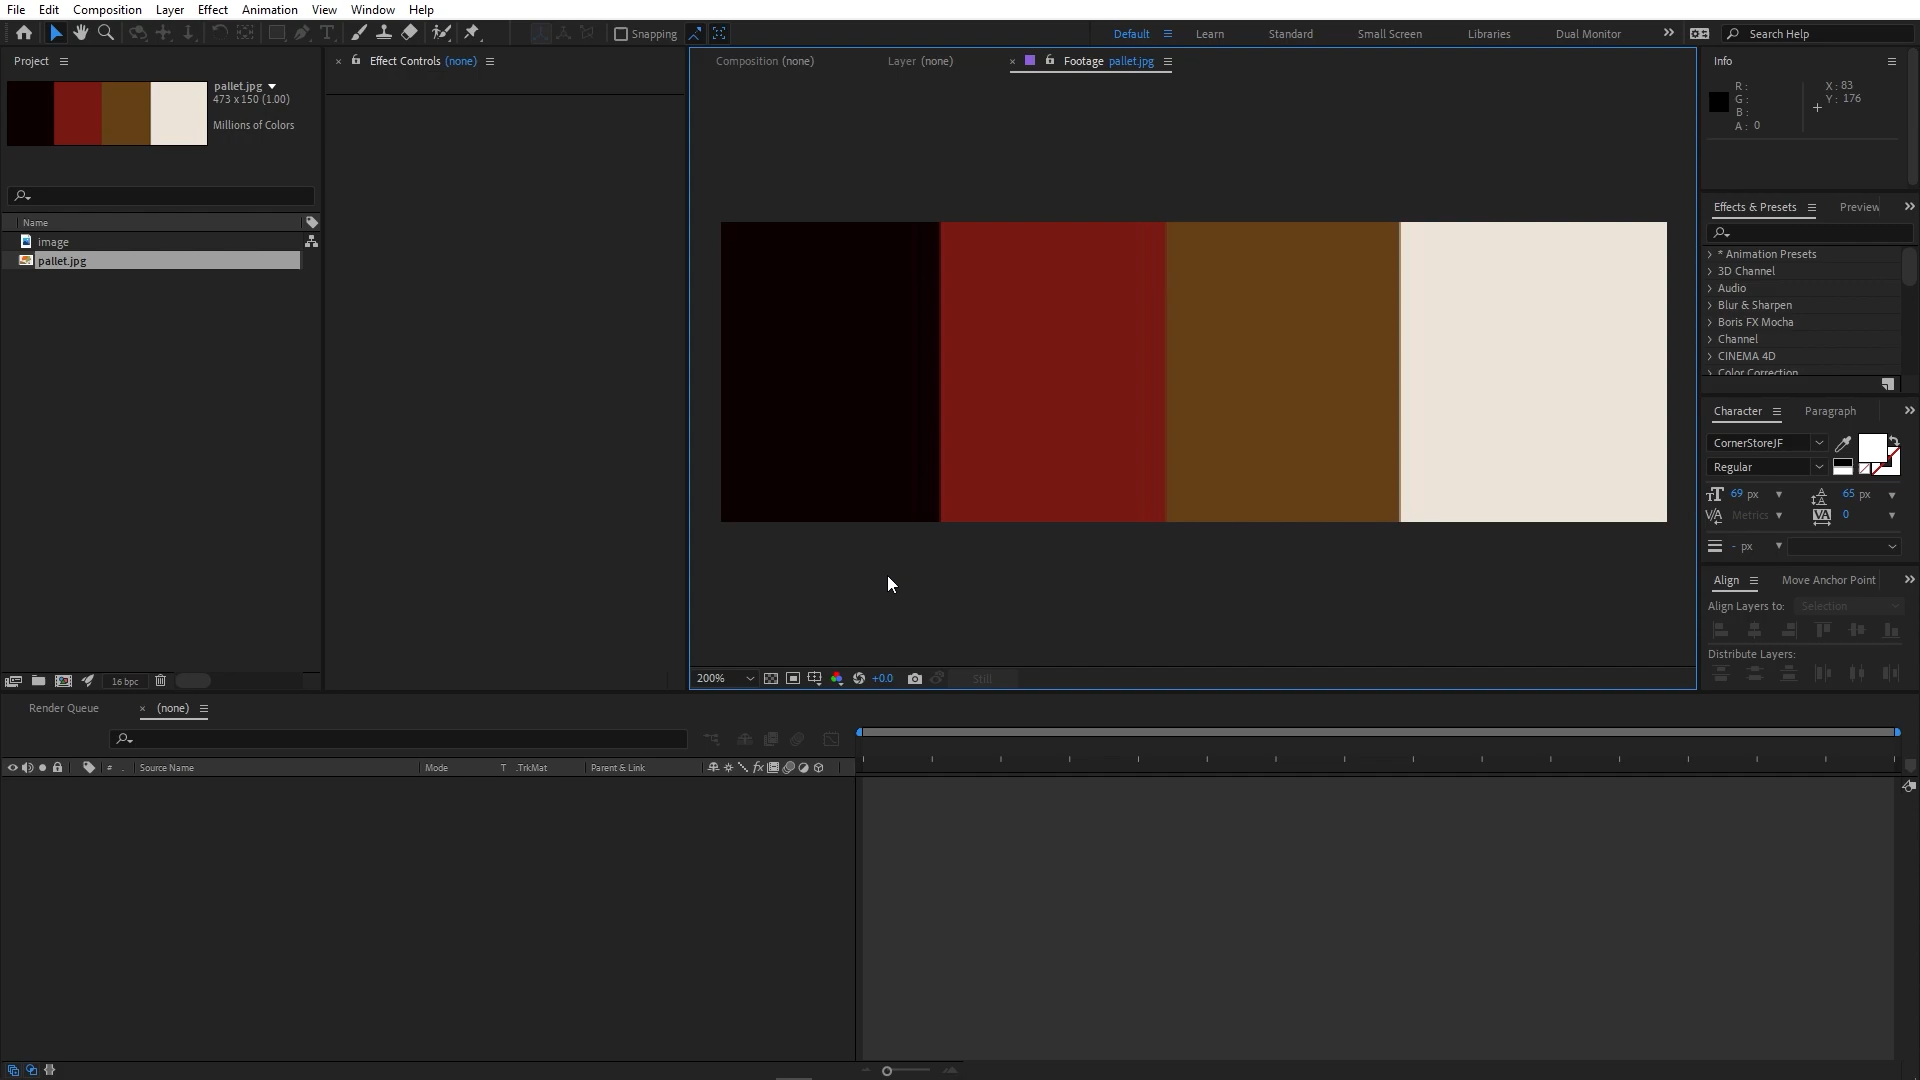 File Edit Composition Layer Effect Animation View Window Help
Snapping
Default Learn Standard Small Screen Libraries Dual Monitor
Search Help
Project
pallet.jpg
473 x 150 (1.00)
Millions of Colors
Name
image
pallet.jpg
16 bpc
Effect Controls (none)
Composition (none) Layer (none) Footage pallet.jpg
200% +0.0 Still
Info
R :
G :
B :
A : 0
X : 83
Y : 176
Effects & Presets Preview
* Animation Presets
3D Channel
Audio
Blur & Sharpen
Boris FX Mocha
Channel
CINEMA 4D
Color Correction
Character Paragraph
CornerStoreJF
Regular
69 px 65 px
Metrics 0
- px
Align Move Anchor Point
Align Layers to: Selection
Distribute Layers:
Render Queue (none)
# Source Name Mode T .TrkMat Parent & Link